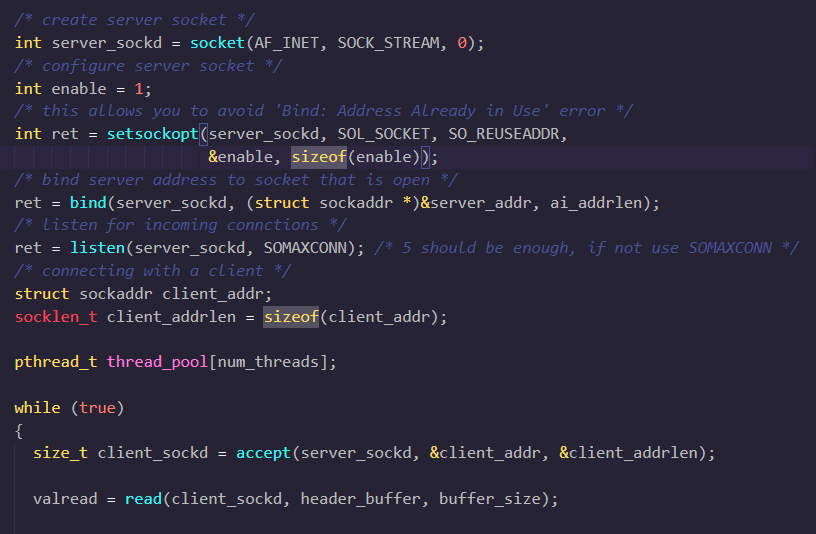 /* create server socket */
int server_sockd = socket(AF_INET, SOCK_STREAM, 0);
/* configure server socket */
int enable = 1;
/* this allows you to avoid 'Bind: Address Already in Use' error */
int ret = setsockopt(server_sockd, SOL_SOCKET, SO_REUSEADDR,
&enable, sizeof(enable));
/* bind server address to socket that is open */
ret = bind(server_sockd, (struct sockaddr *)&server_addr, ai_addrlen);
/* listen for incoming connctions */
ret = listen(server_sockd, SOMAXCONN); /* 5 should be enough, if not use SOMAXCONN */
/* connecting with a client */
struct sockaddr client_addr;
socklen_t client_addrlen = sizeof(client_addr);
pthread_t thread_pool[num_threads];
while (true)
{
size_t client_sockd = accept(server_sockd, &client_addr, &client_addrlen);
valread = read(client_sockd, header_buffer, buffer_size);